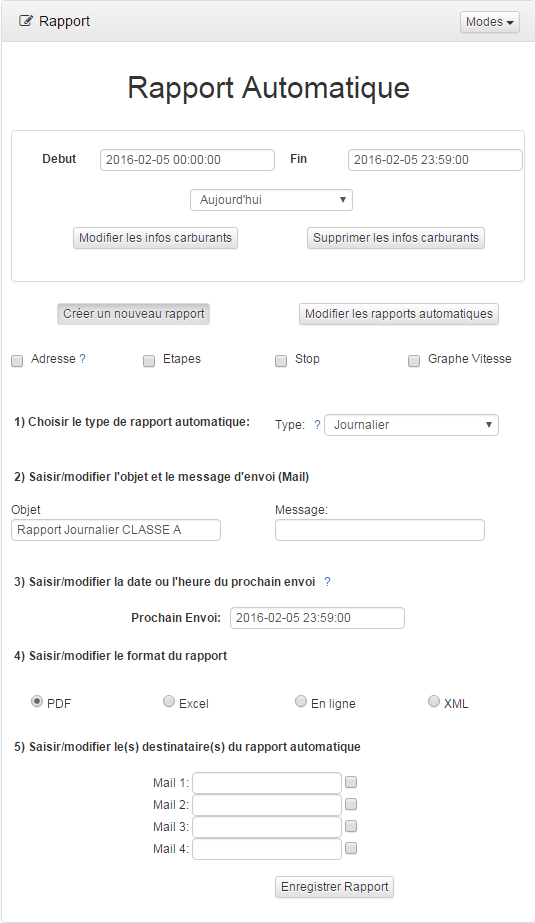 Rapport Modes
Rapport Automatique
Debut 2016-02-05 00:00:00 Fin 2016-02-05 23:59:00
Aujourd'hui
Modifier les infos carburants Supprimer les infos carburants
Créer un nouveau rapport Modifier les rapports automatiques
Adresse ? Etapes Stop Graphe Vitesse
1) Choisir le type de rapport automatique: Type: ? Journalier
2) Saisir/modifier l'objet et le message d'envoi (Mail)
Objet Message:
Rapport Journalier CLASSE A
3) Saisir/modifier la date ou l'heure du prochain envoi ?
Prochain Envoi: 2016-02-05 23:59:00
4) Saisir/modifier le format du rapport
PDF Excel En ligne XML
5) Saisir/modifier le(s) destinataire(s) du rapport automatique
Mail 1:
Mail 2:
Mail 3:
Mail 4:
Enregistrer Rapport